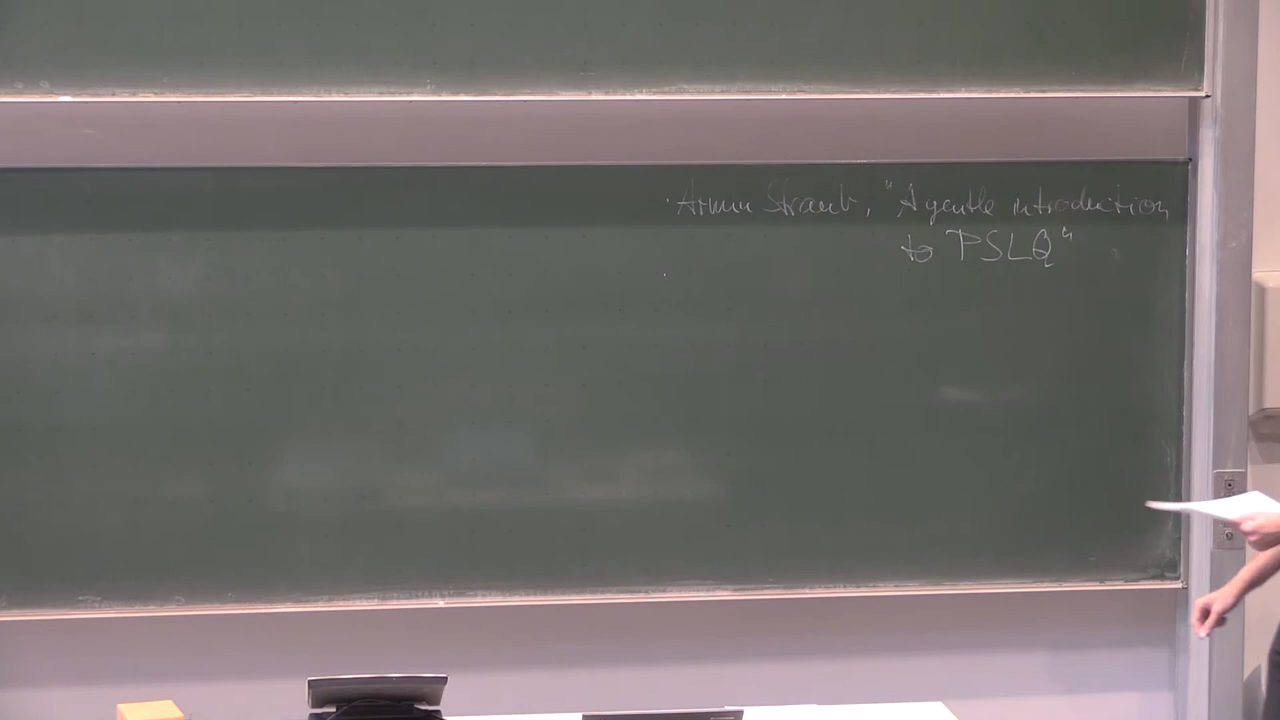 · Armin Straub, "A gentle introduction
to PSLQ"